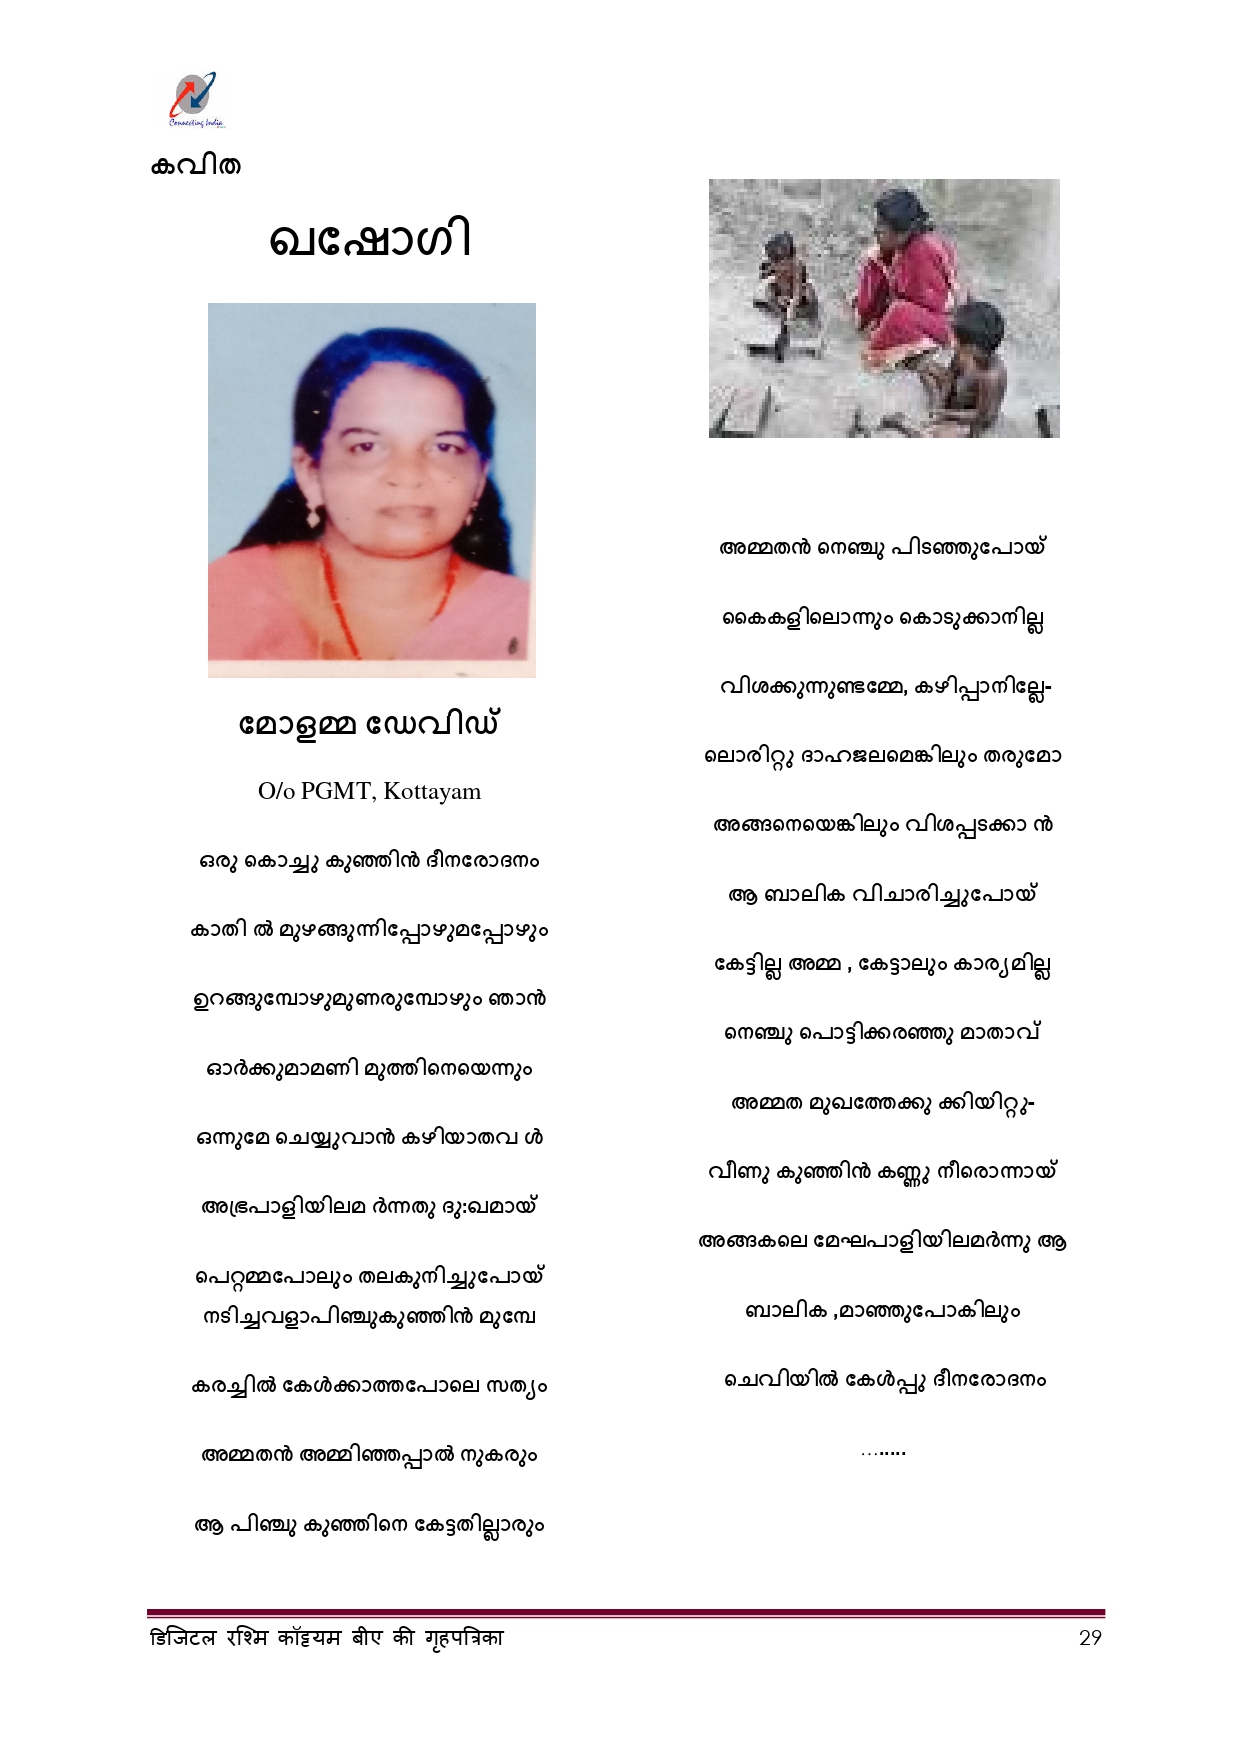 Connecting India
കവിത
ഖഷോഗി
മോളമ്മ ഡേവിഡ്
O/o PGMT, Kottayam
ഒരു കൊച്ചു കുഞ്ഞിൻ ദീനരോദനം
കാതി ൽ മുഴങ്ങുന്നിപ്പോഴുമപ്പോഴും
ഉറങ്ങുമ്പോഴുമുണരുമ്പോഴും ഞാൻ
ഓർക്കുമാമണി മുത്തിനെയെന്നും
ഒന്നുമേ ചെയ്യുവാൻ കഴിയാതവ ൾ
അഭ്രപാളിയിലമ ർന്നതു ദു:ഖമായ്
പെറ്റമ്മപോലും തലകുനിച്ചുപോയ്
നടിച്ചവളാപിഞ്ചുകുഞ്ഞിൻ മുമ്പേ
കരച്ചിൽ കേൾക്കാത്തപോലെ സത്യം
അമ്മതൻ അമ്മിഞ്ഞപ്പാൽ നുകരും
ആ പിഞ്ചു കുഞ്ഞിനെ കേട്ടതില്ലാരും
അമ്മതൻ നെഞ്ചു പിടഞ്ഞുപോയ്
കൈകളിലൊന്നും കൊടുക്കാനില്ല
വിശക്കുന്നുണ്ടമ്മേ, കഴിപ്പാനില്ലേ-
ലൊരിറ്റു ദാഹജലമെങ്കിലും തരുമോ
അങ്ങനെയെങ്കിലും വിശപ്പടക്കാ ൻ
ആ ബാലിക വിചാരിച്ചുപോയ്
കേട്ടില്ല അമ്മ , കേട്ടാലും കാര്യമില്ല
നെഞ്ചു പൊട്ടിക്കരഞ്ഞു മാതാവ്
അമ്മത മുഖത്തേക്കു ക്കിയിറ്റു-
വീണു കുഞ്ഞിൻ കണ്ണു നീരൊന്നായ്
അങ്ങകലെ മേഘപാളിയിലമർന്നു ആ
ബാലിക ,മാഞ്ഞുപോകിലും
ചെവിയിൽ കേൾപ്പു ദീനരോദനം
….....
डिजिटल रश्मि कॉट्टयम बीए की गृहपत्रिका 29